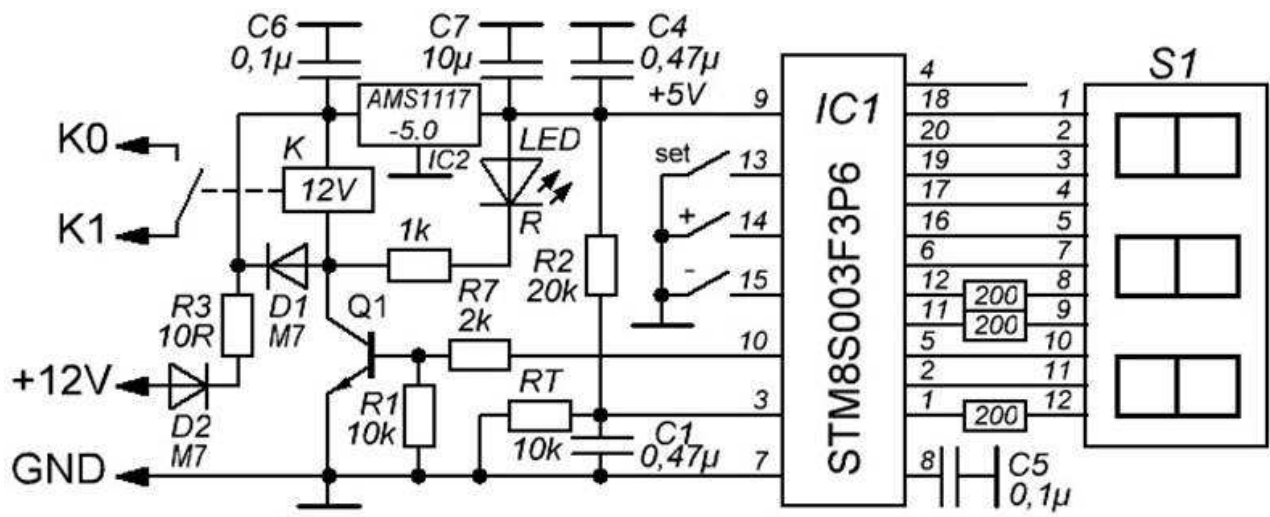 C6
0,1µ
C7
10µ
C4
0,47µ
+5V
AMS1117
-5.0
IC2
K0
K1
K
12V
LED
R
1k
R3
10R
D1
M7
Q1
R7
2k
R2
20k
+12V
D2
M7
R1
10k
RT
10k
C1
0,47µ
GND
set
+
-
9
13
14
15
10
3
7
IC1
STM8S003F3P6
4
18
20
19
17
16
6
12
11
5
2
1
8
200
200
200
C5
0,1µ
S1
1
2
3
4
5
7
8
9
10
11
12